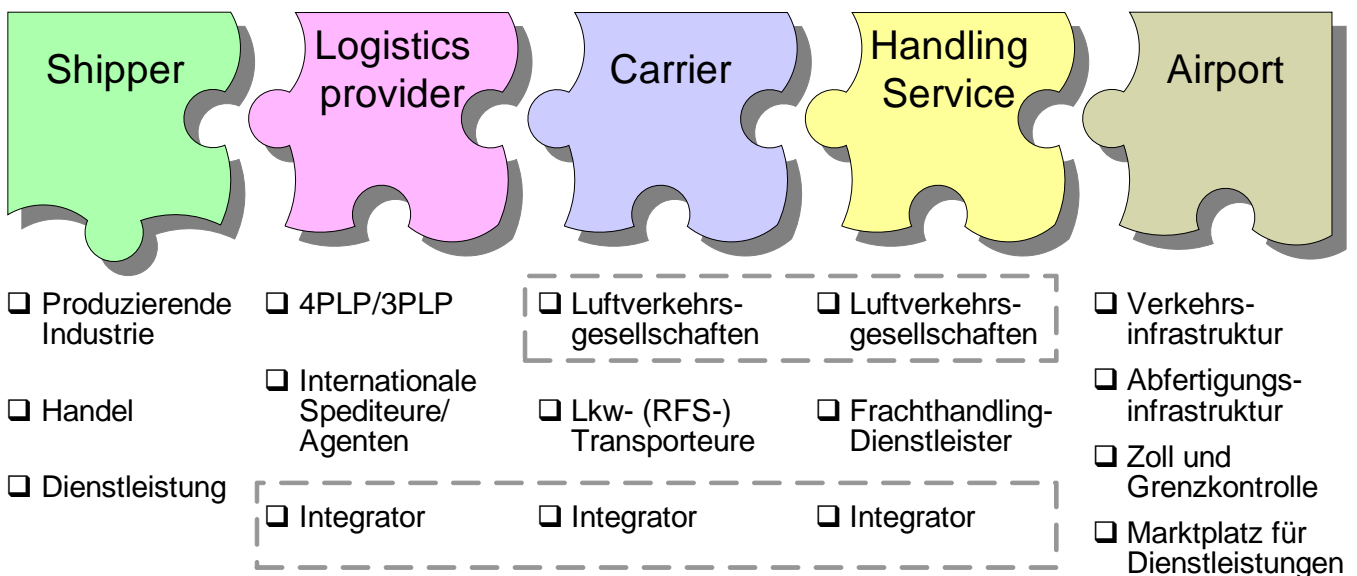 Shipper
Logistics
provider
Carrier
Handling
Service
Airport
❑ Produzierende
Industrie
❑ Handel
❑ Dienstleistung
❑ 4PLP/3PLP
❑ Internationale
Spediteure/
Agenten
❑ Integrator
❑ Luftverkehrs-
gesellschaften
❑ Lkw- (RFS-)
Transporteure
❑ Integrator
❑ Luftverkehrs-
gesellschaften
❑ Frachthandling-
Dienstleister
❑ Integrator
❑ Verkehrs-
infrastruktur
❑ Abfertigungs-
infrastruktur
❑ Zoll und
Grenzkontrolle
❑ Marktplatz für
Dienstleistungen